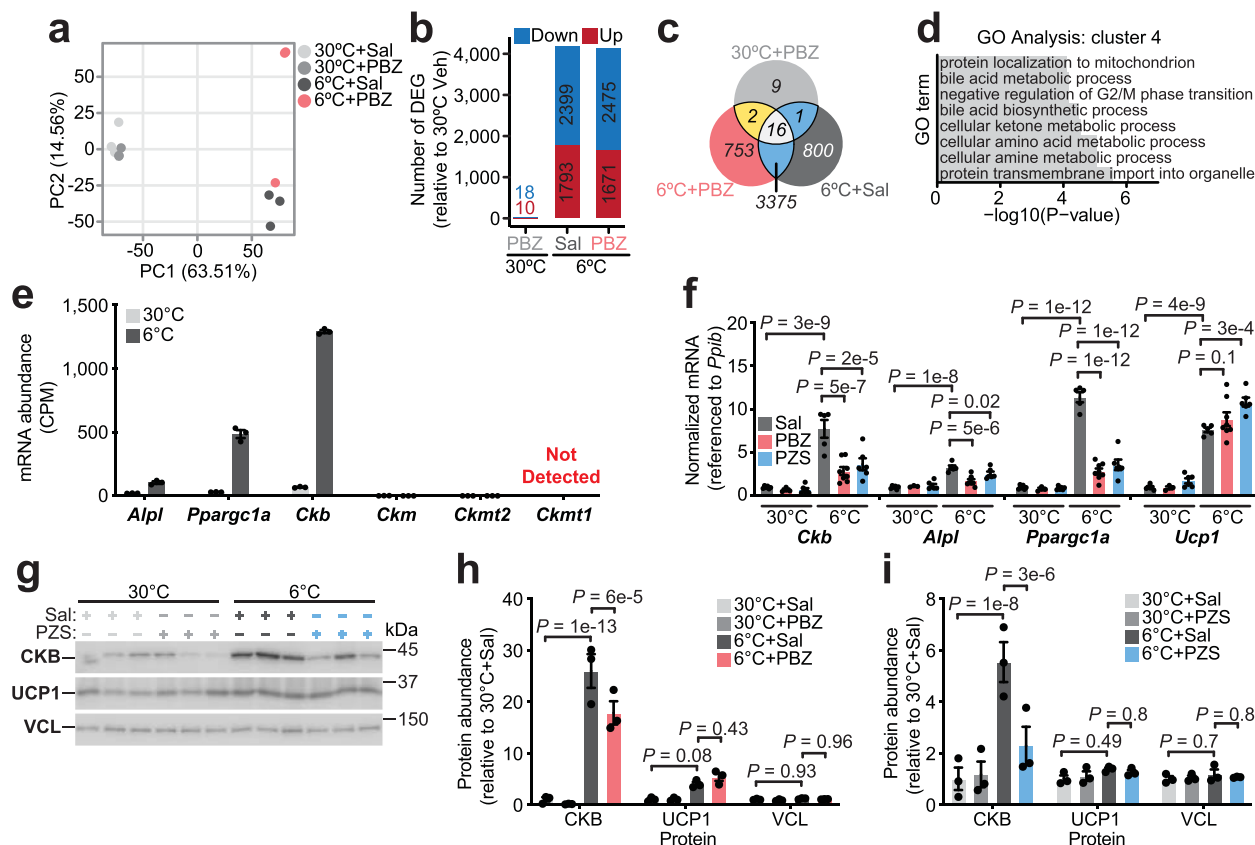 a
50
25
0
-25
-50
PC2 (14.56%)
-50
0
50
PC1 (63.51%)
30ºC+Sal
30ºC+PBZ
6ºC+Sal
6ºC+PBZ
b
Down
Up
Number of DEG
(relative to 30ºC Veh)
4,000
3,000
2,000
1,000
0
18
10
2399
1793
2475
1671
PBZ
Sal
PBZ
30ºC
6ºC
c
30ºC+PBZ
9
2
1
16
753
800
6ºC+PBZ
6ºC+Sal
3375
d
GO Analysis: cluster 4
GO term
protein localization to mitochondrion
bile acid metabolic process
negative regulation of G2/M phase transition
bile acid biosynthetic process
cellular ketone metabolic process
cellular amino acid metabolic process
cellular amine metabolic process
protein transmembrane import into organelle
0
2
4
6
−log10(P−value)
e
mRNA abundance
(CPM)
1,500
1,000
500
0
30°C
6°C
Not
Detected
Alpl
Ppargc1a
Ckb
Ckm
Ckmt2
Ckmt1
f
Normalized mRNA
(referenced to Ppib)
20
15
10
5
0
Sal
PBZ
PZS
P = 3e-9
P = 2e-5
P = 5e-7
P = 1e-8
P = 0.02
P = 5e-6
P = 1e-12
P = 1e-12
P = 1e-12
P = 4e-9
P = 3e-4
P = 0.1
30°C
6°C
30°C
6°C
30°C
6°C
30°C
6°C
Ckb
Alpl
Ppargc1a
Ucp1
g
30°C
6°C
Sal: + + + − − − + + + − − −
PZS: − − − + + + − − − + + +
kDa
CKB
45
UCP1
37
VCL
150
h
Protein abundance
(relative to 30°C+Sal)
40
30
20
10
0
P = 1e-13
P = 6e-5
P = 0.08
P = 0.43
P = 0.93
P = 0.96
30°C+Sal
30°C+PBZ
6°C+Sal
6°C+PBZ
CKB
UCP1
VCL
Protein
i
Protein abundance
(relative to 30°C+Sal)
8
6
4
2
0
P = 1e-8
P = 3e-6
P = 0.49
P = 0.8
P = 0.7
P = 0.8
30°C+Sal
30°C+PZS
6°C+Sal
6°C+PZS
CKB
UCP1
VCL
Protein